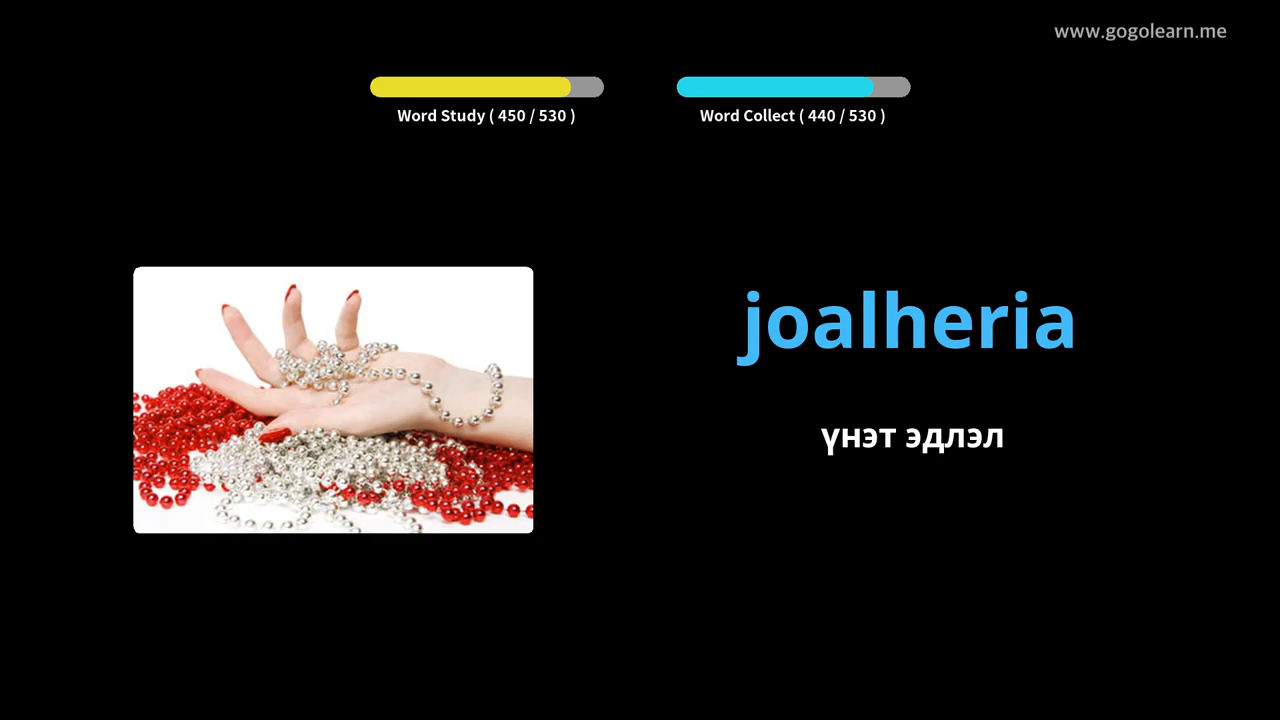 www.gogolearn.me
Word Study ( 450 / 530 )
Word Collect ( 440 / 530 )
joalheria
үнэт эдлэл